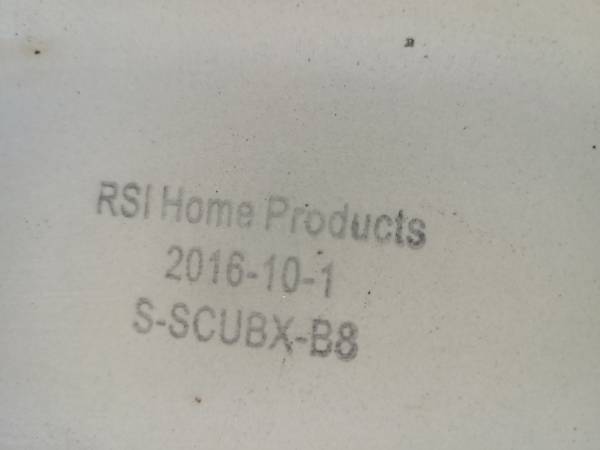 RSI Home Products
2016-10-1
S-SCUBX-B8